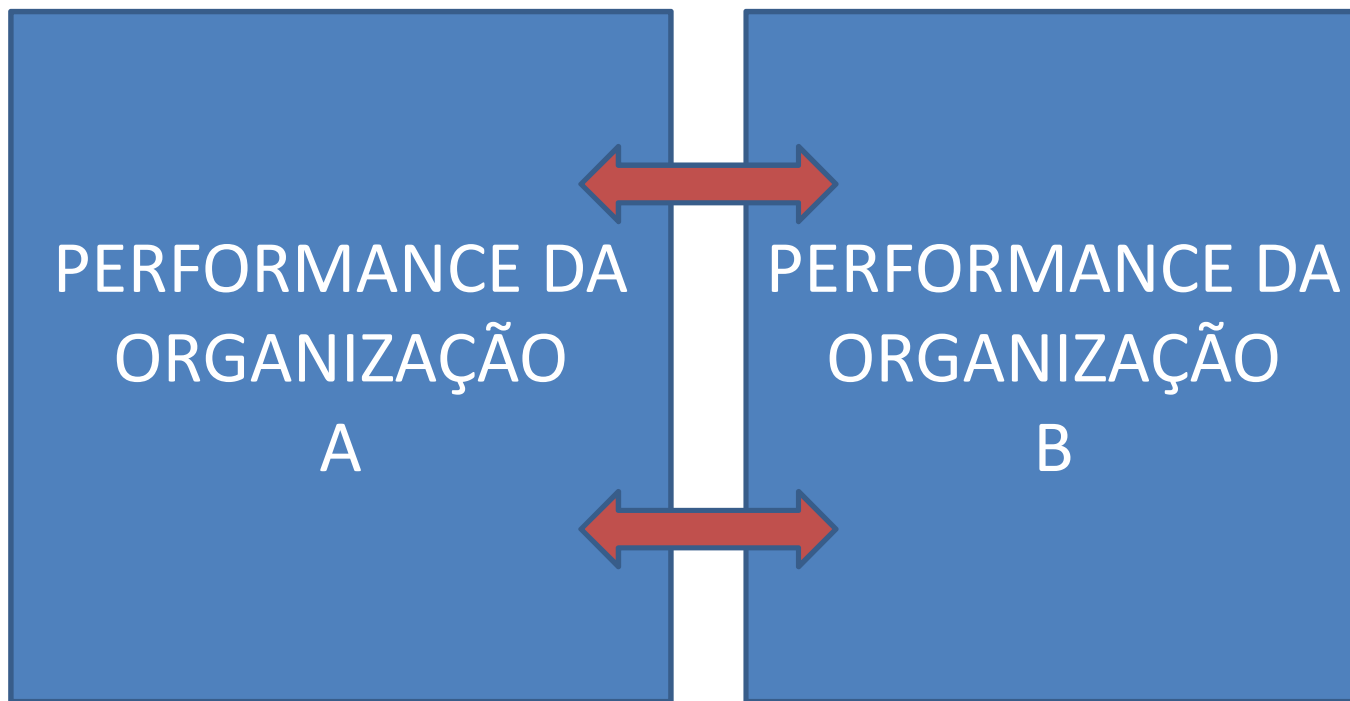 PERFORMANCE DA
ORGANIZAÇÃO
A
PERFORMANCE DA
ORGANIZAÇÃO
B